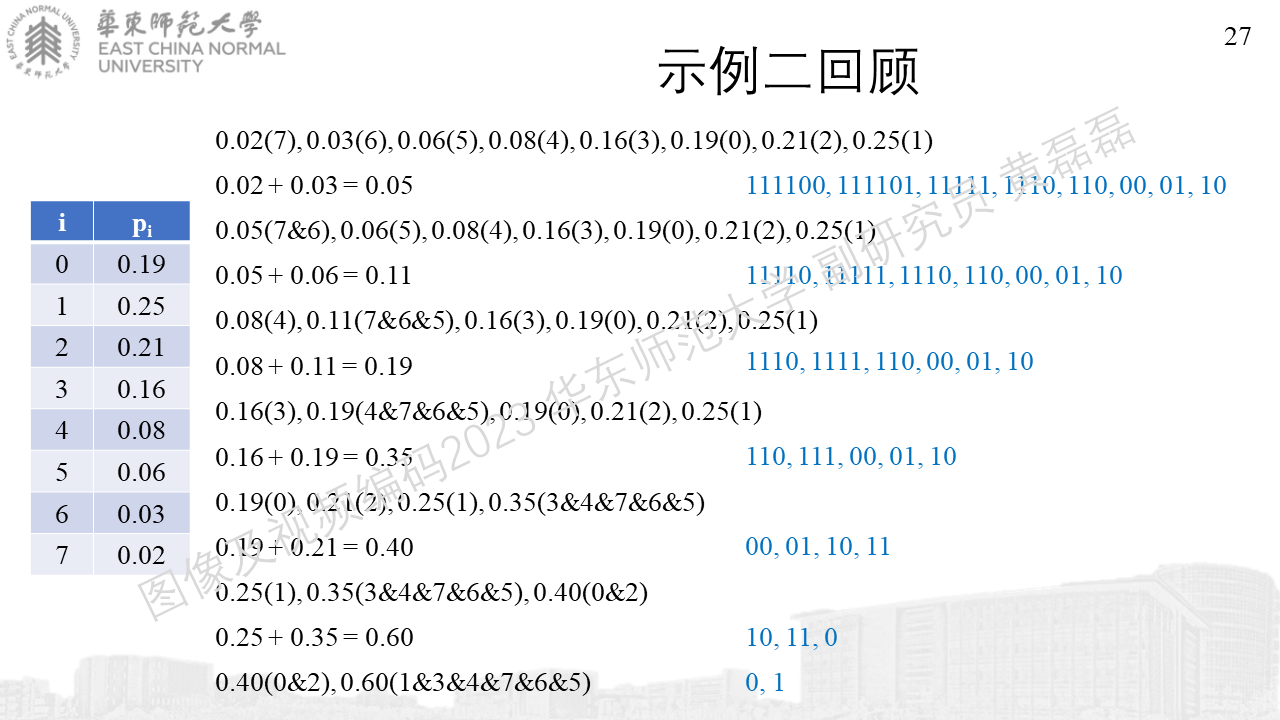 華東師範大學
EAST CHINA NORMAL
UNIVERSITY
EAST CHINA NORMAL UNIVERSITY
華東师范大学
27
示例二回顾
0.02(7), 0.03(6), 0.06(5), 0.08(4), 0.16(3), 0.19(0), 0.21(2), 0.25(1)
0.02 + 0.03 = 0.05 111100, 111101, 11111, 1110, 110, 00, 01, 10
0.05(7&6), 0.06(5), 0.08(4), 0.16(3), 0.19(0), 0.21(2), 0.25(1)
0.05 + 0.06 = 0.11 11110, 11111, 1110, 110, 00, 01, 10
0.08(4), 0.11(7&6&5), 0.16(3), 0.19(0), 0.21(2), 0.25(1)
0.08 + 0.11 = 0.19 1110, 1111, 110, 00, 01, 10
0.16(3), 0.19(4&7&6&5), 0.19(0), 0.21(2), 0.25(1)
0.16 + 0.19 = 0.35 110, 111, 00, 01, 10
0.19(0), 0.21(2), 0.25(1), 0.35(3&4&7&6&5)
0.19 + 0.21 = 0.40 00, 01, 10, 11
0.25(1), 0.35(3&4&7&6&5), 0.40(0&2)
0.25 + 0.35 = 0.60 10, 11, 0
0.40(0&2), 0.60(1&3&4&7&6&5) 0, 1
i pi
0 0.19
1 0.25
2 0.21
3 0.16
4 0.08
5 0.06
6 0.03
7 0.02
图像及视频编码2023 华东师范大学 副研究员 黄磊磊